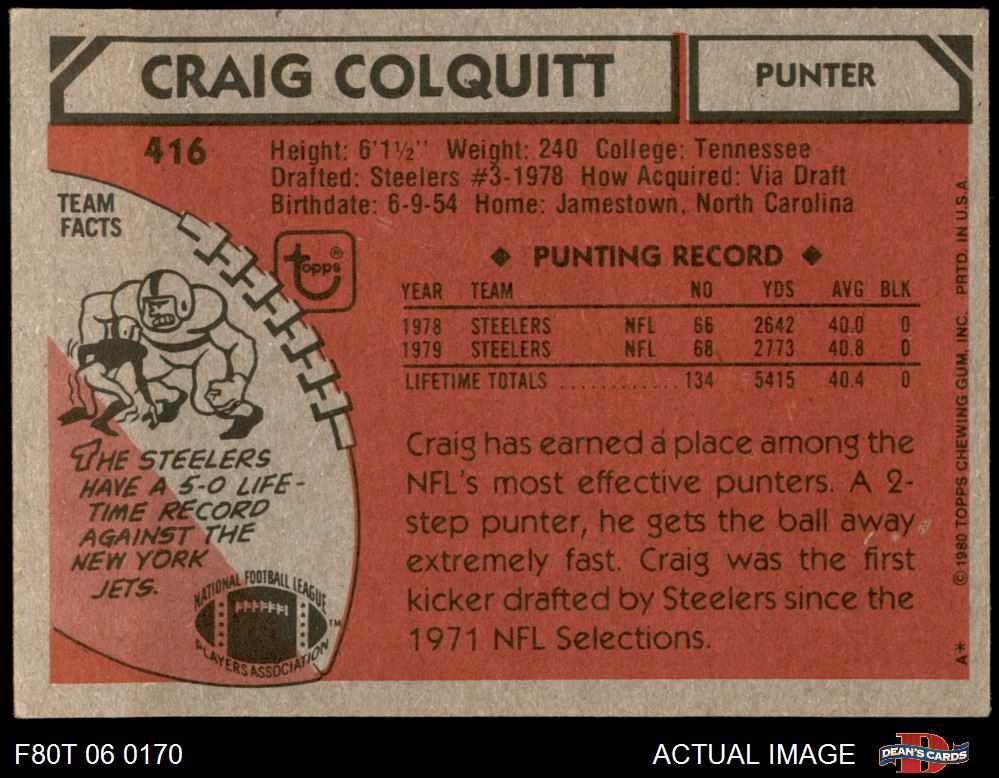 CRAIG COLQUITT
PUNTER
416
Height: 6'1½" Weight: 240 College: Tennessee
Drafted: Steelers #3-1978 How Acquired: Via Draft
Birthdate: 6-9-54 Home: Jamestown, North Carolina
TEAM
FACTS
topps®
◆ PUNTING RECORD ◆
YEAR TEAM NO YDS AVG BLK
1978 STEELERS NFL 66 2642 40.0 0
1979 STEELERS NFL 68 2773 40.8 0
LIFETIME TOTALS ............ 134 5415 40.4 0
THE STEELERS
HAVE A 5-0 LIFE-
TIME RECORD
AGAINST THE
NEW YORK
JETS.
NATIONAL FOOTBALL LEAGUE
PLAYERS ASSOCIATION
TM
Craig has earned a place among the
NFL's most effective punters. A 2-
step punter, he gets the ball away
extremely fast. Craig was the first
kicker drafted by Steelers since the
1971 NFL Selections.
A* © 1980 TOPPS CHEWING GUM, INC. PRTD. IN U.S.A.
F80T 06 0170
ACTUAL IMAGE
D
DEAN'S CARDS